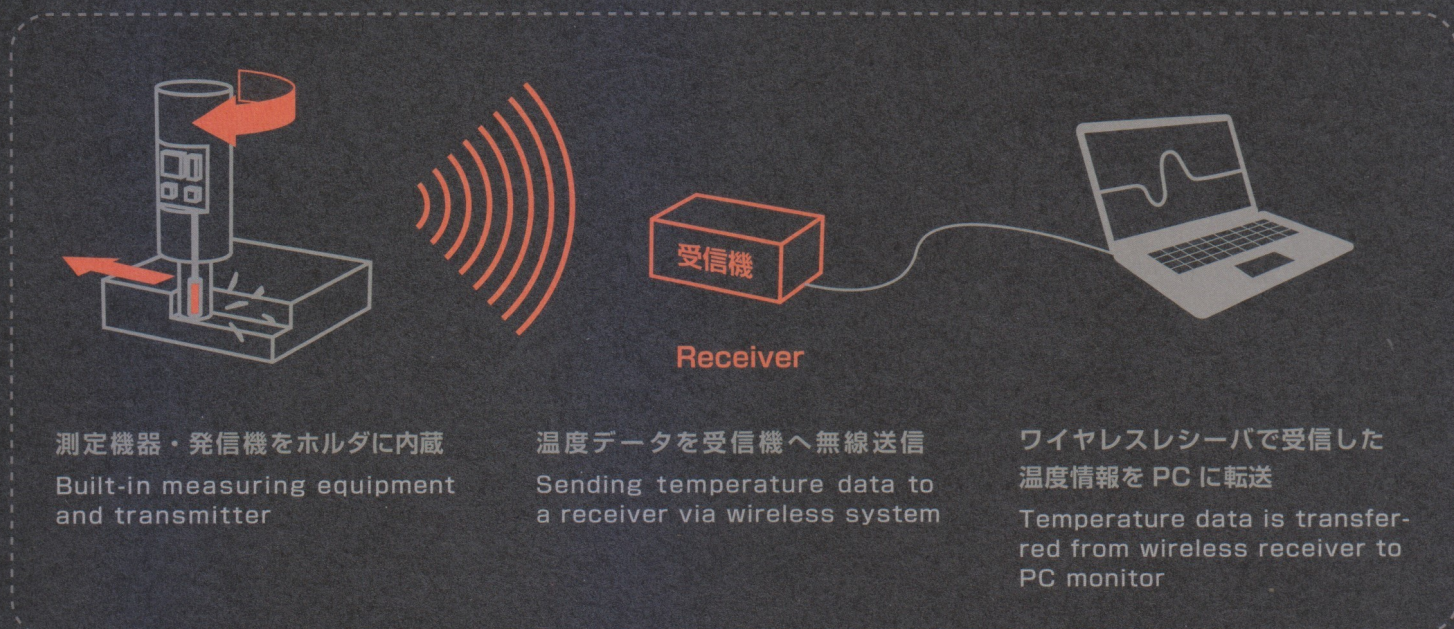 受信機
Receiver
測定機器・発信機をホルダに内蔵
Built-in measuring equipment
and transmitter
温度データを受信機へ無線送信
Sending temperature data to
a receiver via wireless system
ワイヤレスレシーバで受信した
温度情報を PC に転送
Temperature data is transfer-
red from wireless receiver to
PC monitor